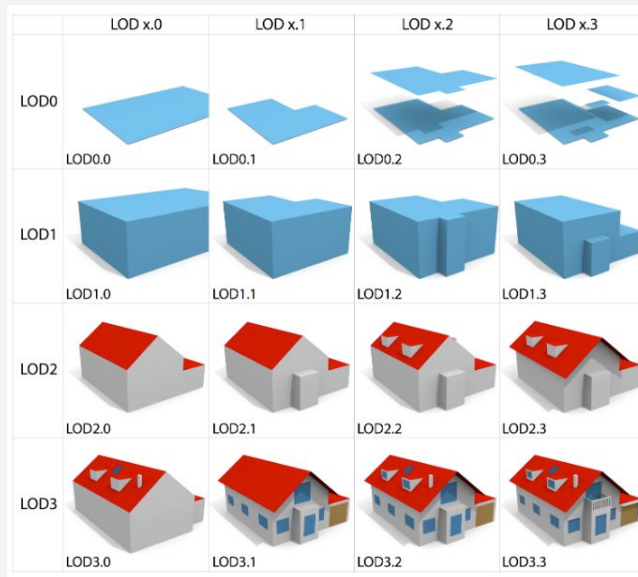 LOD x.0 LOD x.1 LOD x.2 LOD x.3
LOD0
LOD0.0 LOD0.1 LOD0.2 LOD0.3
LOD1
LOD1.0 LOD1.1 LOD1.2 LOD1.3
LOD2
LOD2.0 LOD2.1 LOD2.2 LOD2.3
LOD3
LOD3.0 LOD3.1 LOD3.2 LOD3.3